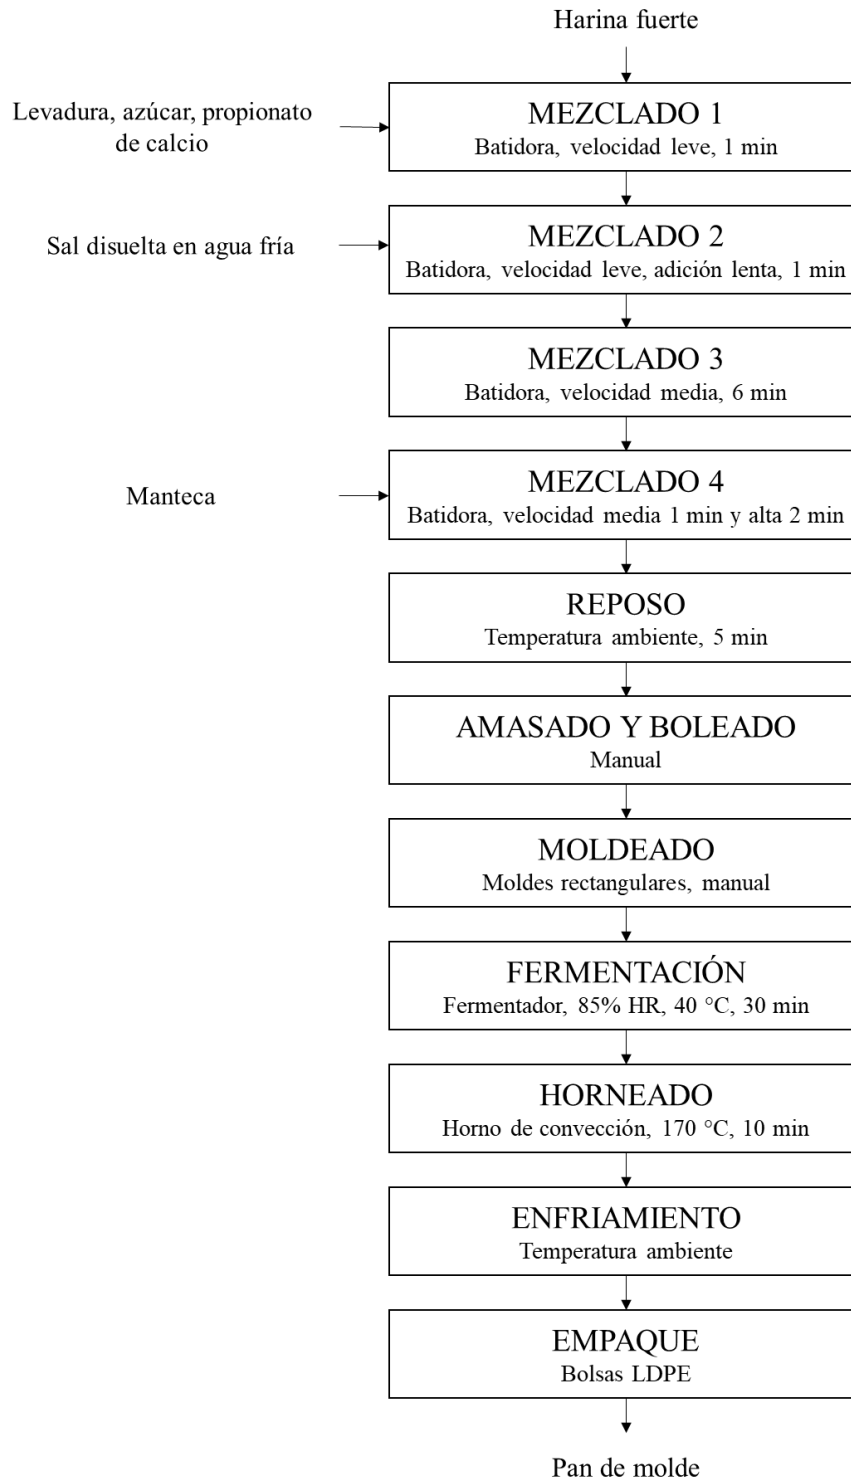 Harina fuerte
Levadura, azúcar, propionato
de calcio
MEZCLADO 1
Batidora, velocidad leve, 1 min
Sal disuelta en agua fría
MEZCLADO 2
Batidora, velocidad leve, adición lenta, 1 min
MEZCLADO 3
Batidora, velocidad media, 6 min
Manteca
MEZCLADO 4
Batidora, velocidad media 1 min y alta 2 min
REPOSO
Temperatura ambiente, 5 min
AMASADO Y BOLEADO
Manual
MOLDEADO
Moldes rectangulares, manual
FERMENTACIÓN
Fermentador, 85% HR, 40 °C, 30 min
HORNEADO
Horno de convección, 170 °C, 10 min
ENFRIAMIENTO
Temperatura ambiente
EMPAQUE
Bolsas LDPE
Pan de molde